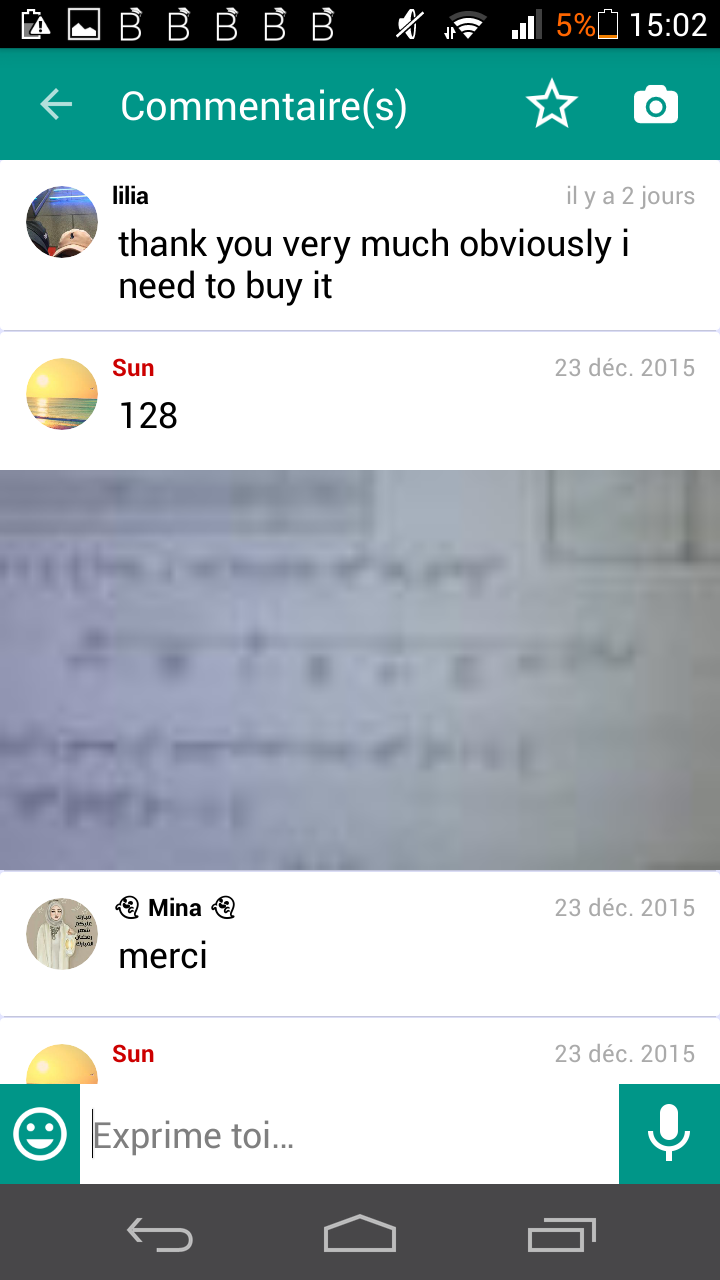 5% 15:02
Commentaire(s)
lilia il y a 2 jours
thank you very much obviously i
need to buy it
Sun 23 déc. 2015
128
Mina 23 déc. 2015
merci
Sun 23 déc. 2015
Exprime toi...